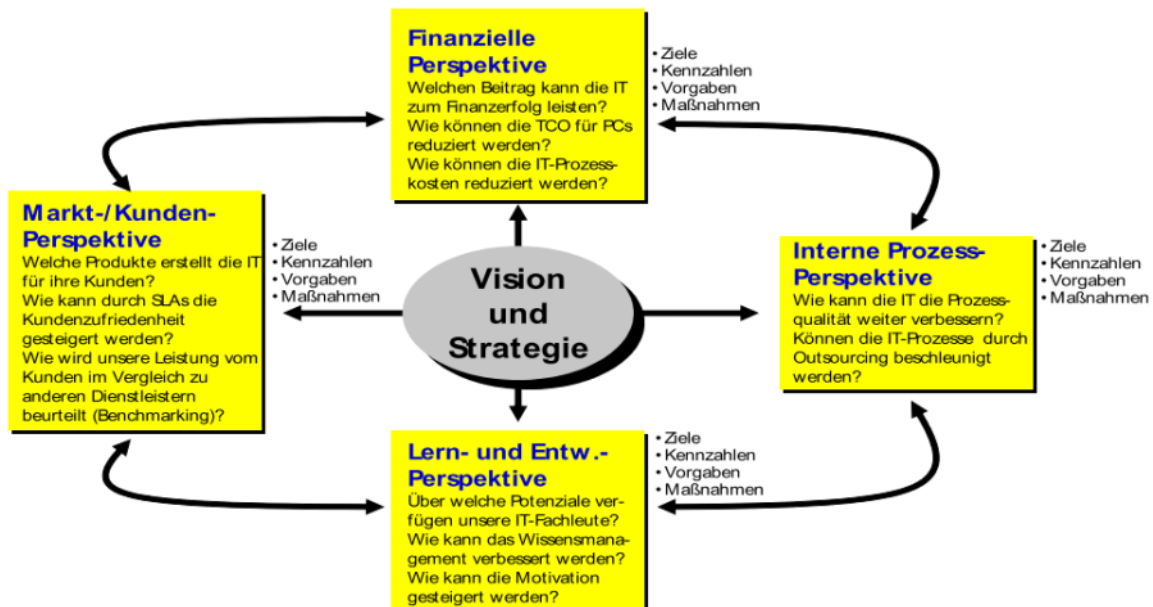 Finanzielle
Perspektive
Welchen Beitrag kann die IT
zum Finanzerfolg leisten?
Wie können die TCO für PCs
reduziert werden?
Wie können die IT-Prozess-
kosten reduziert werden?
• Ziele
• Kennzahlen
• Vorgaben
• Maßnahmen
Markt-/Kunden-
Perspektive
Welche Produkte erstellt die IT
für ihre Kunden?
Wie kann durch SLAs die
Kundenzufriedenheit
gesteigert werden?
Wie wird unsere Leistung vom
Kunden im Vergleich zu
anderen Dienstleistern
beurteilt (Benchmarking)?
• Ziele
• Kennzahlen
• Vorgaben
• Maßnahmen
Vision
und
Strategie
Interne Prozess-
Perspektive
Wie kann die IT die Prozess-
qualität weiter verbessern?
Können die IT-Prozesse durch
Outsourcing beschleunigt
werden?
• Ziele
• Kennzahlen
• Vorgaben
• Maßnahmen
Lern- und Entw.-
Perspektive
Über welche Potenziale ver-
fügen unsere IT-Fachleute?
Wie kann das Wissensmana-
gement verbessert werden?
Wie kann die Motivation
gesteigert werden?
• Ziele
• Kennzahlen
• Vorgaben
• Maßnahmen